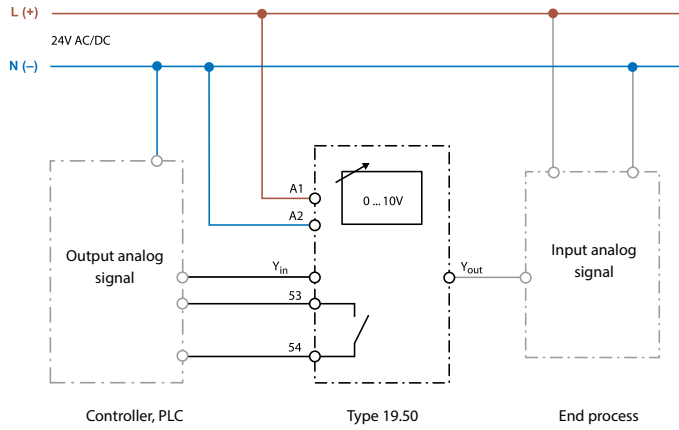 L (+)
24V AC/DC
N (–)
A1
0 ... 10V
A2
Output analog
signal
Input analog
signal
Yin
Yout
53
54
Controller, PLC
Type 19.50
End process